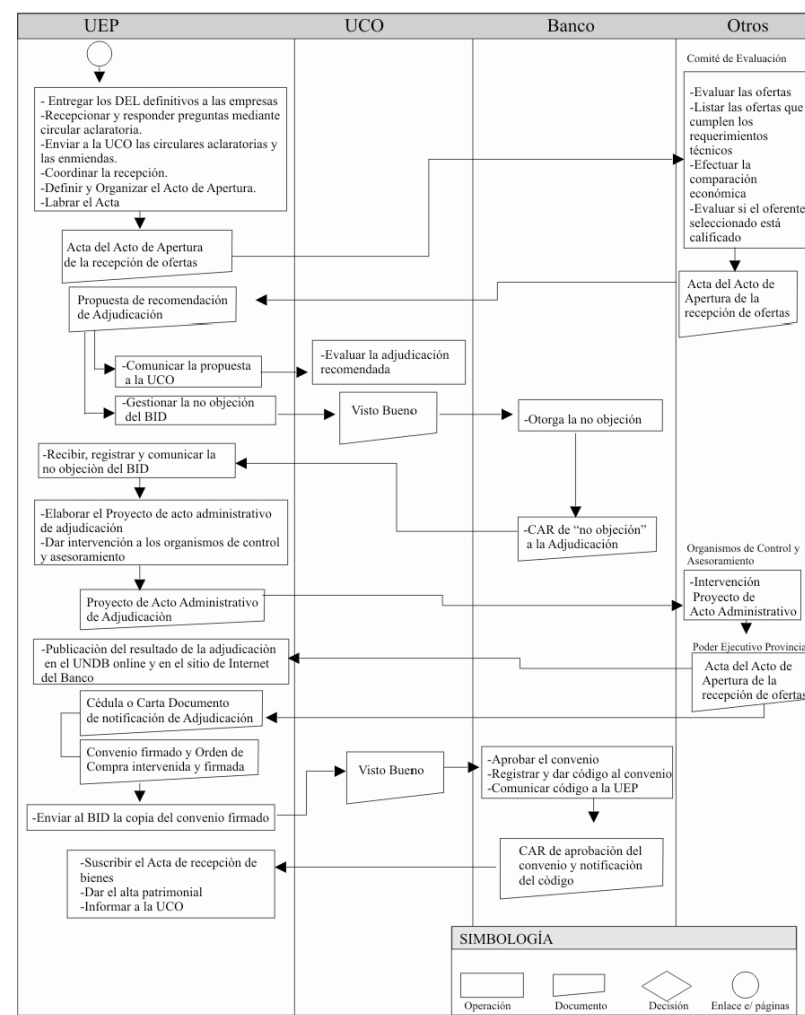 UEP
UCO
Banco
Otros
Comité de Evaluación
- Entregar los DEL definitivos a las empresas
-Recepcionar y responder preguntas mediante
circular aclaratoria.
-Enviar a la UCO las circulares aclaratorias y
las enmiendas.
-Coordinar la recepción.
-Definir y Organizar el Acto de Apertura.
-Labrar el Acta
-Evaluar las ofertas
-Listar las ofertas que
cumplen los
requerimientos
técnicos
-Efectuar la
comparación
económica
-Evaluar si el oferente
seleccionado está
calificado
Acta del Acto de Apertura
de la recepción de ofertas
Acta del Acto de
Apertura de la
recepción de ofertas
Propuesta de recomendación
de Adjudicación
-Comunicar la propuesta
a la UCO
-Evaluar la adjudicación
recomendada
-Gestionar la no objeción
del BID
Visto Bueno
-Otorga la no objeción
-Recibir, registrar y comunicar la
no objeciòn del BID
-CAR de “no objeción”
a la Adjudicación
-Elaborar el Proyecto de acto administrativo
de adjudicación
-Dar intervención a los organismos de control
y asesoramiento
Organismos de Control y
Asesoramiento
-Intervención
Proyecto de
Acto Administrativo
Proyecto de Acto Administrativo
de Adjudicaciòn
Poder Ejecutivo Provincia
-Publicaciòn del resultado de la adjudicaciòn
en el UNDB online y en el sitio de Internet
del Banco
Acta del Acto de
Apertura de la
recepción de ofertas
Cédula o Carta Documento
de notificación de Adjudicación
Convenio firmado y Orden de
Compra intervenida y firmada
Visto Bueno
-Aprobar el convenio
-Registrar y dar código al convenio
-Comunicar código a la UEP
-Enviar al BID la copia del convenio firmado
CAR de aprobaciòn del
convenio y notificaciòn
del còdigo
-Suscribir el Acta de recepciòn de
bienes
-Dar el alta patrimonial
-Informar a la UCO
SIMBOLOGÍA
Operación
Documento
Decisión
Enlace e/ páginas